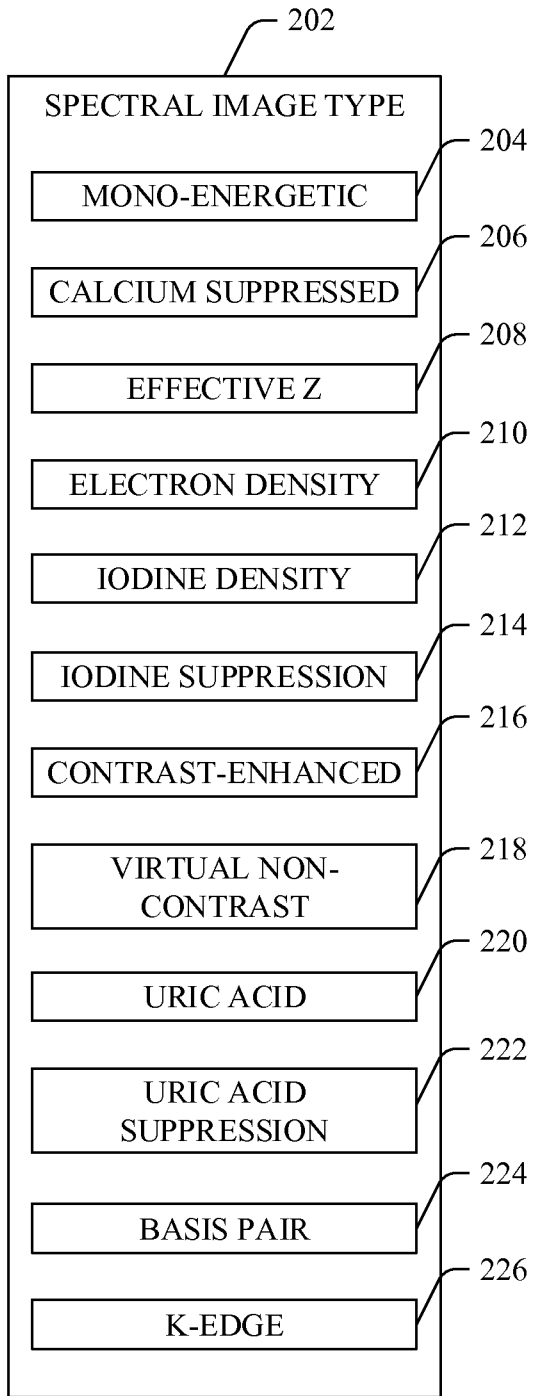 202
SPECTRAL IMAGE TYPE
204
MONO-ENERGETIC
206
CALCIUM SUPPRESSED
208
EFFECTIVE Z
210
ELECTRON DENSITY
212
IODINE DENSITY
214
IODINE SUPPRESSION
216
CONTRAST-ENHANCED
218
VIRTUAL NON-
CONTRAST
220
URIC ACID
222
URIC ACID
SUPPRESSION
224
BASIS PAIR
226
K-EDGE